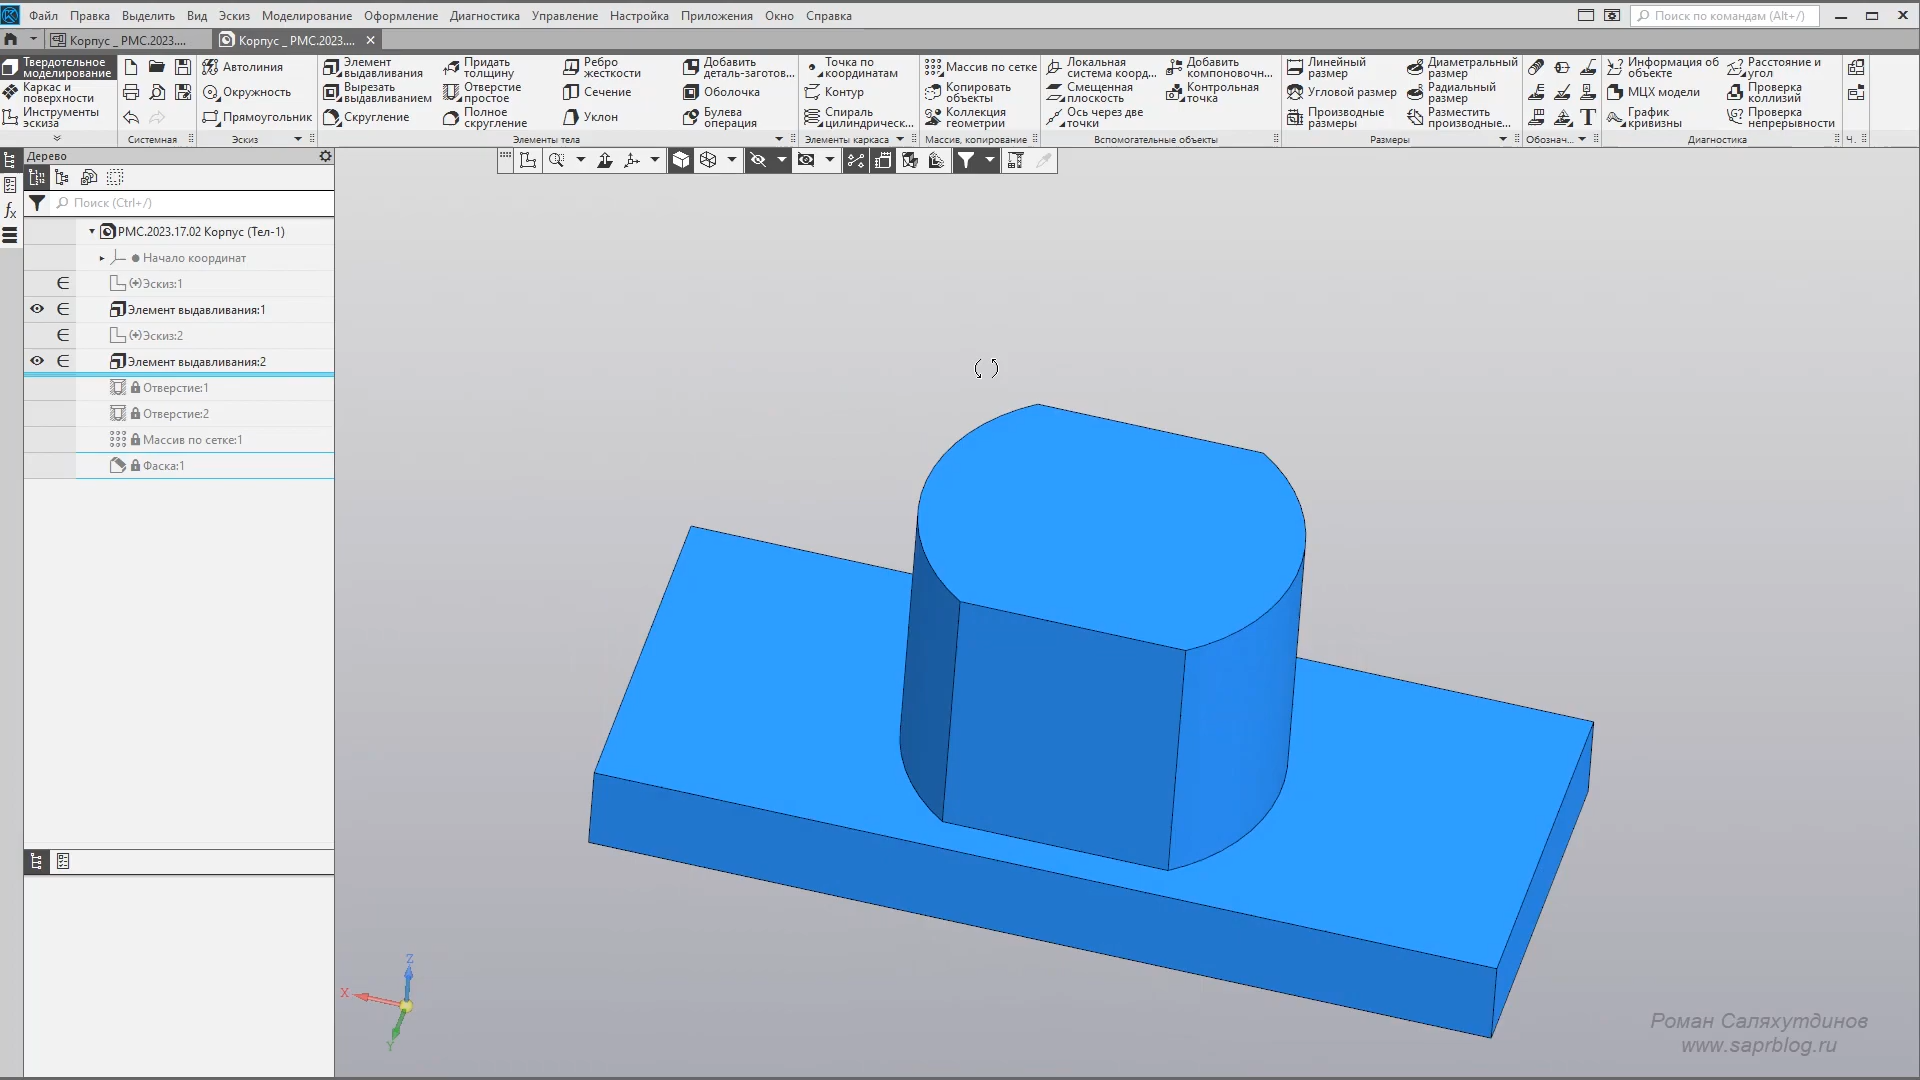 Файл Правка Выделить Вид Эскиз Моделирование Оформление Диагностика Управление Настройка Приложения Окно Справка Поиск по командам (Alt+/)
Корпус _ РМС.2023.... Корпус _ РМС.2023....
Твердотельное моделирование
Каркас и поверхности
Инструменты эскиза
Системная
Автолиния
Окружность
Прямоугольник
Эскиз
Элемент выдавливания
Вырезать выдавливанием
Скругление
Придать толщину
Отверстие простое
Полное скругление
Ребро жесткости
Сечение
Уклон
Добавить деталь-заготов...
Оболочка
Булева операция
Элементы тела
Точка по координатам
Контур
Спираль цилиндрическ...
Элементы каркаса
Массив по сетке
Копировать объекты
Коллекция геометрии
Массив, копирование
Локальная система коорд...
Смещенная плоскость
Ось через две точки
Добавить компоновочн...
Контрольная точка
Вспомогательные объекты
Линейный размер
Угловой размер
Производные размеры
Диаметральный размер
Радиальный размер
Разместить производные...
Размеры
Обознач...
Информация об объекте
МЦХ модели
График кривизны
Расстояние и угол
Проверка коллизий
Проверка непрерывности
Диагностика
Ч..
Дерево
Поиск (Ctrl+/)
РМС.2023.17.02 Корпус (Тел-1)
Начало координат
(+)Эскиз:1
Элемент выдавливания:1
(+)Эскиз:2
Элемент выдавливания:2
Отверстие:1
Отверстие:2
Массив по сетке:1
Фаска:1
Z
X
Y
Роман Саляхутдинов
www.saprblog.ru